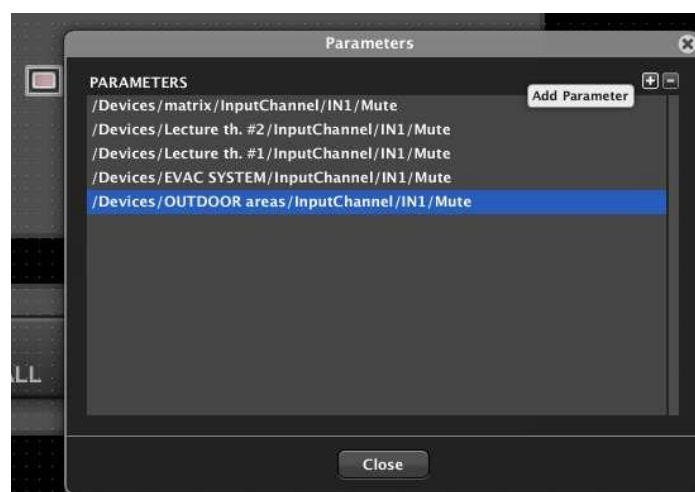 Parameters
PARAMETERS
Add Parameter
/Devices/matrix/InputChannel/IN1/Mute
/Devices/Lecture th. #2/InputChannel/IN1/Mute
/Devices/Lecture th. #1/InputChannel/IN1/Mute
/Devices/EVAC SYSTEM/InputChannel/IN1/Mute
/Devices/OUTDOOR areas/InputChannel/IN1/Mute
LL
Close